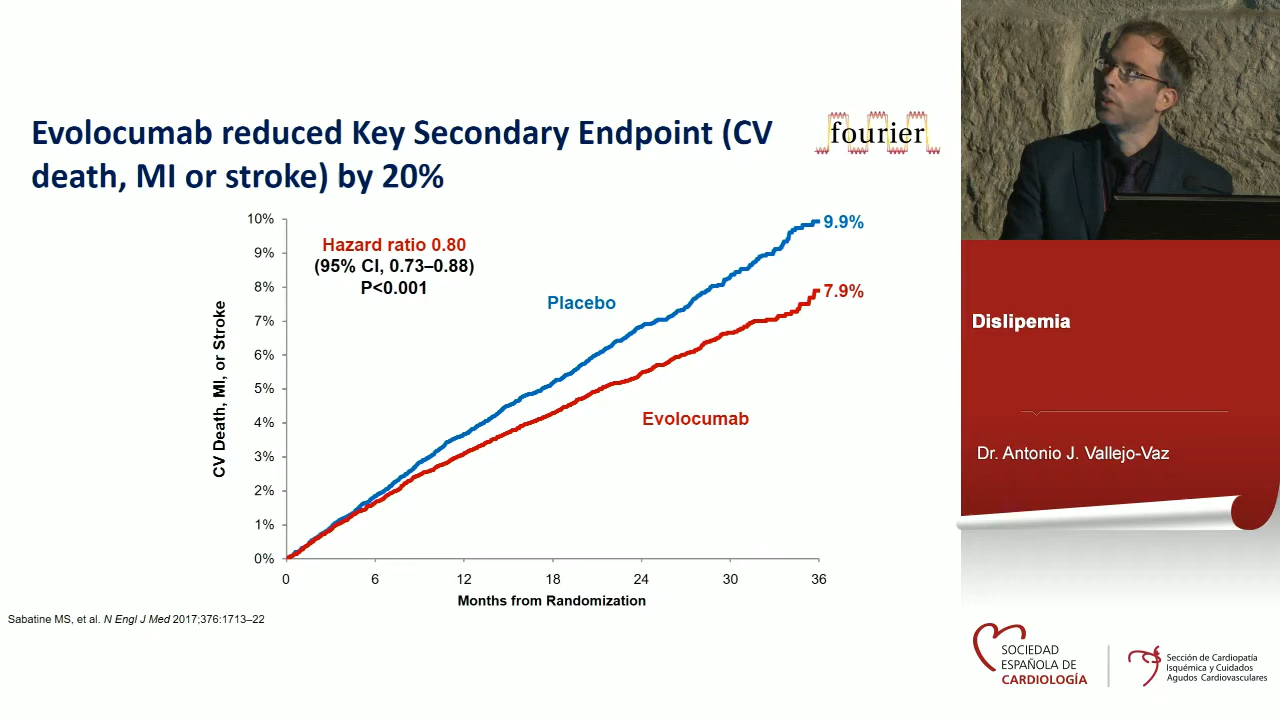 Evolocumab reduced Key Secondary Endpoint (CV
death, MI or stroke) by 20%
fourier
10%
9%
8%
7%
6%
5%
4%
3%
2%
1%
0%
CV Death, MI, or Stroke
Hazard ratio 0.80
(95% CI, 0.73–0.88)
P<0.001
Placebo
9.9%
7.9%
Evolocumab
0 6 12 18 24 30 36
Months from Randomization
Sabatine MS, et al. N Engl J Med 2017;376:1713–22
Dislipemia
Dr. Antonio J. Vallejo-Vaz
SOCIEDAD
ESPAÑOLA DE
CARDIOLOGÍA
Sección de Cardiopatía
Isquémica y Cuidados
Agudos Cardiovasculares